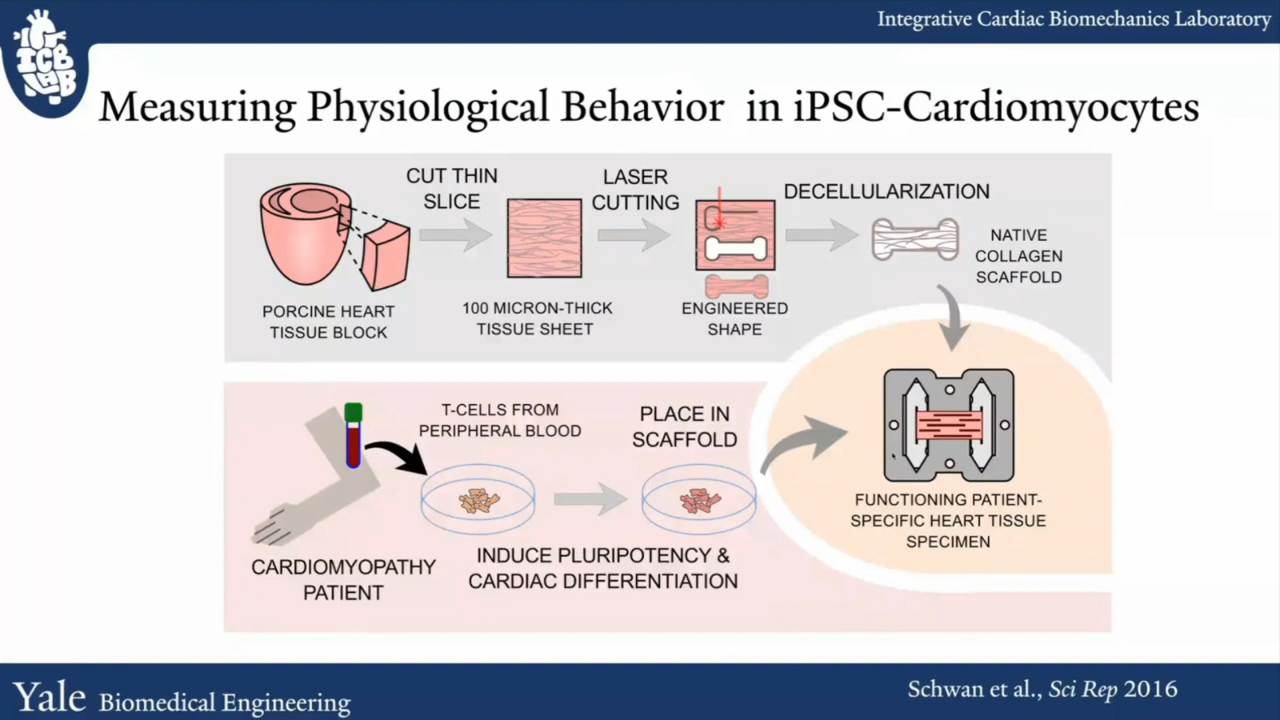 Integrative Cardiac Biomechanics Laboratory
ICB
LAB
Measuring Physiological Behavior in iPSC-Cardiomyocytes
CUT THIN
SLICE
LASER
CUTTING
DECELLULARIZATION
NATIVE
COLLAGEN
SCAFFOLD
PORCINE HEART
TISSUE BLOCK
100 MICRON-THICK
TISSUE SHEET
ENGINEERED
SHAPE
T-CELLS FROM
PERIPHERAL BLOOD
PLACE IN
SCAFFOLD
CARDIOMYOPATHY
PATIENT
INDUCE PLURIPOTENCY &
CARDIAC DIFFERENTIATION
FUNCTIONING PATIENT-
SPECIFIC HEART TISSUE
SPECIMEN
Yale Biomedical Engineering
Schwan et al., Sci Rep 2016